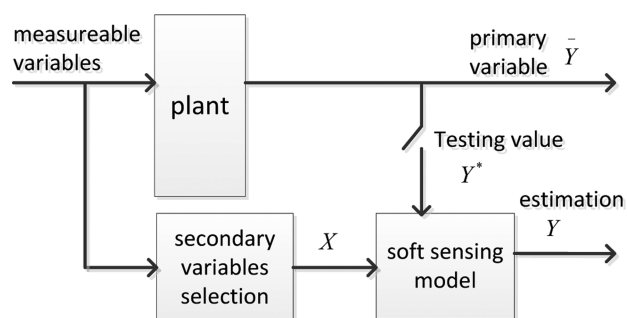 measureable
variables
plant
primary
variable
Ȳ
Testing value
Y*
secondary
variables
selection
X
soft sensing
model
estimation
Y